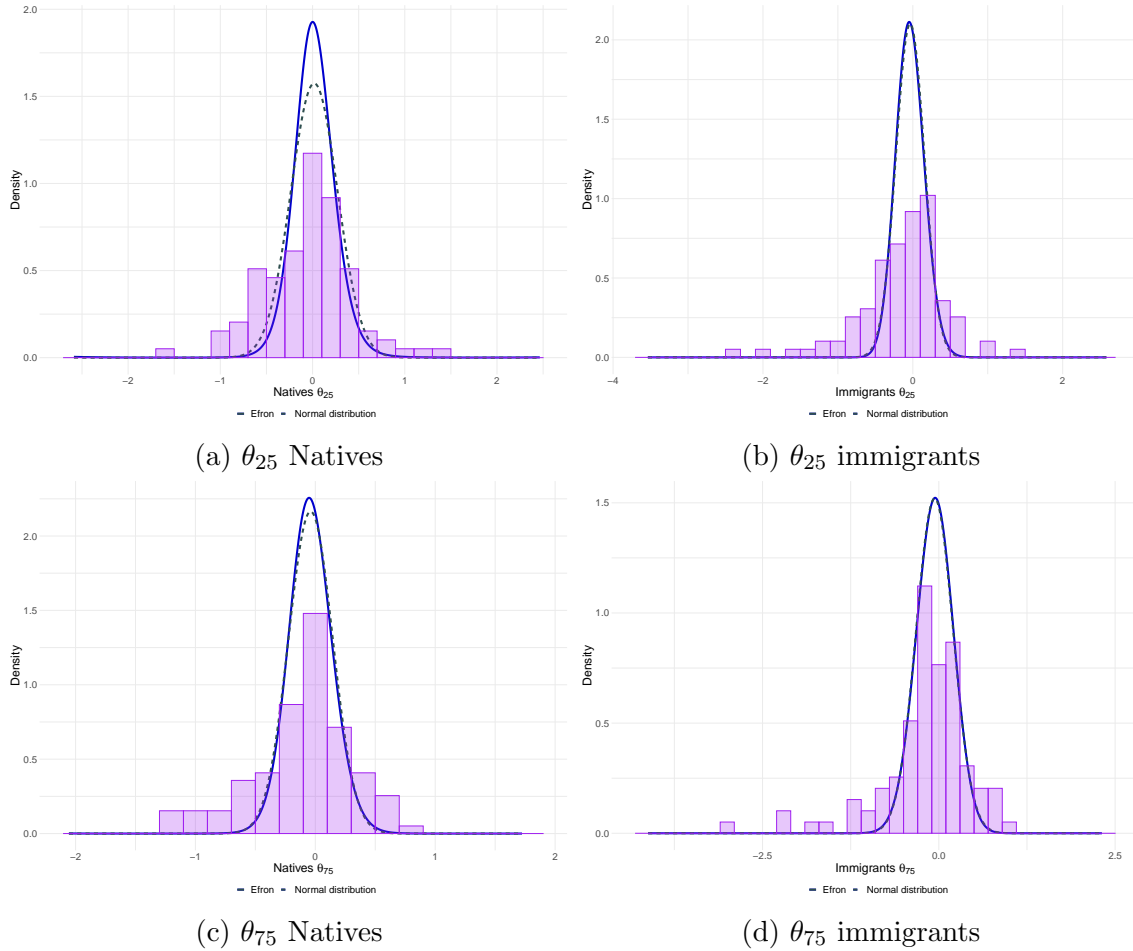 2.0
1.5
1.0
0.5
0.0
Density
−2
−1
0
1
2
Natives θ25
Efron Normal distribution
(a) θ25 Natives
2.0
1.5
1.0
0.5
0.0
Density
−4
−2
0
2
Immigrants θ25
Efron Normal distribution
(b) θ25 immigrants
2.0
1.5
1.0
0.5
0.0
Density
−2
−1
0
1
2
Natives θ75
Efron Normal distribution
(c) θ75 Natives
1.5
1.0
0.5
0.0
Density
−2.5
0.0
2.5
Immigrants θ75
Efron Normal distribution
(d) θ75 immigrants